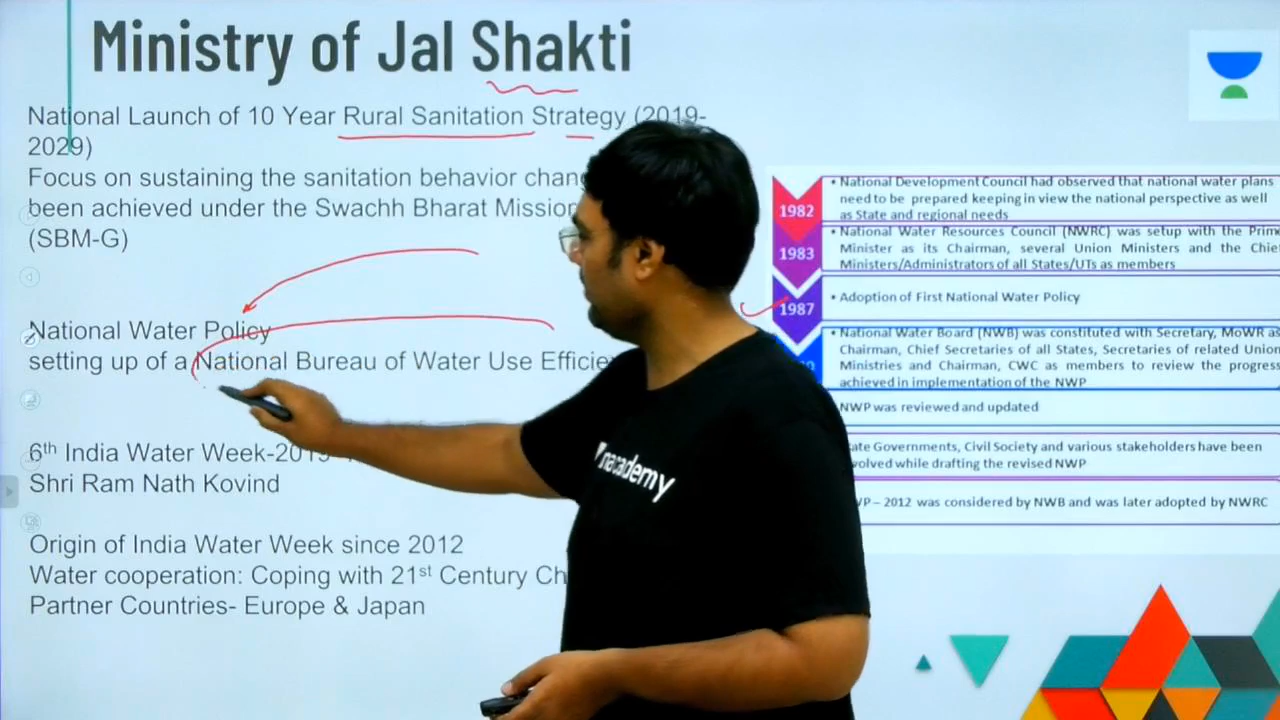 Ministry of Jal Shakti
National Launch of 10 Year Rural Sanitation Strategy (2019-
2029)
Focus on sustaining the sanitation behavior
been achieved under the Swachh Bharat Mission
(SBM-G)
National Water Policy
setting up of a National Bureau of Water Use
6th India Water Week-2019
Shri Ram Nath Kovind
Origin of India Water Week since 2012
Water cooperation: Coping with 21st Century
Partner Countries- Europe & Japan
1982
• National Development Council had observed that national water plans
need to be prepared keeping in view the national perspective as well
as State and regional needs
1983
• National Water Resources Council (NWRC) was setup with the
Minister as its Chairman, several Union Ministers and the
Ministers/Administrators of all States/UTs as members
1987
• Adoption of First National Water Policy
• National Water Board (NWB) was constituted with Secretary, MoWR as
Chairman, Chief Secretaries of all States, Secretaries of related Union
Ministries and Chairman, CWC as members to review the progress
achieved in implementation of the NWP
NWP was reviewed and updated
Governments, Civil Society and various stakeholders have been
while drafting the revised NWP
– 2012 was considered by NWB and was later adopted by NWRC
unacademy